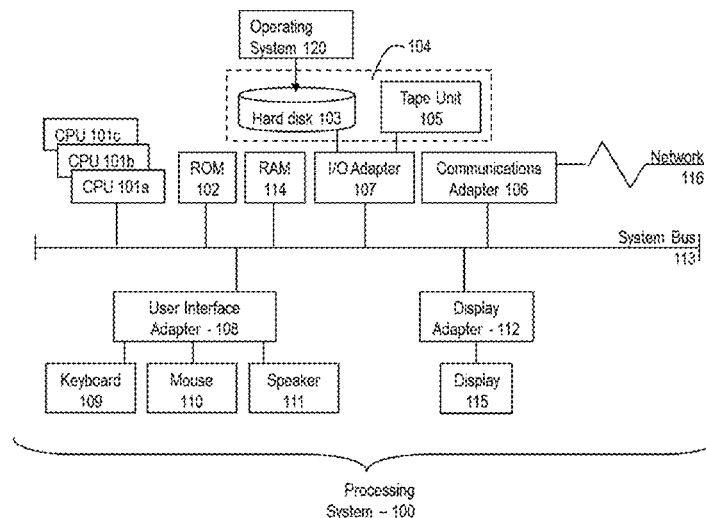 Operating
System 120
104
Hard disk 103
Tape Unit
105
CPU 101c
CPU 101b
CPU 101a
ROM
102
RAM
114
I/O Adapter
107
Communications
Adapter 106
Network
116
System Bus
113
User Interface
Adapter - 108
Display
Adapter - 112
Keyboard
109
Mouse
110
Speaker
111
Display
115
Processing
System – 100